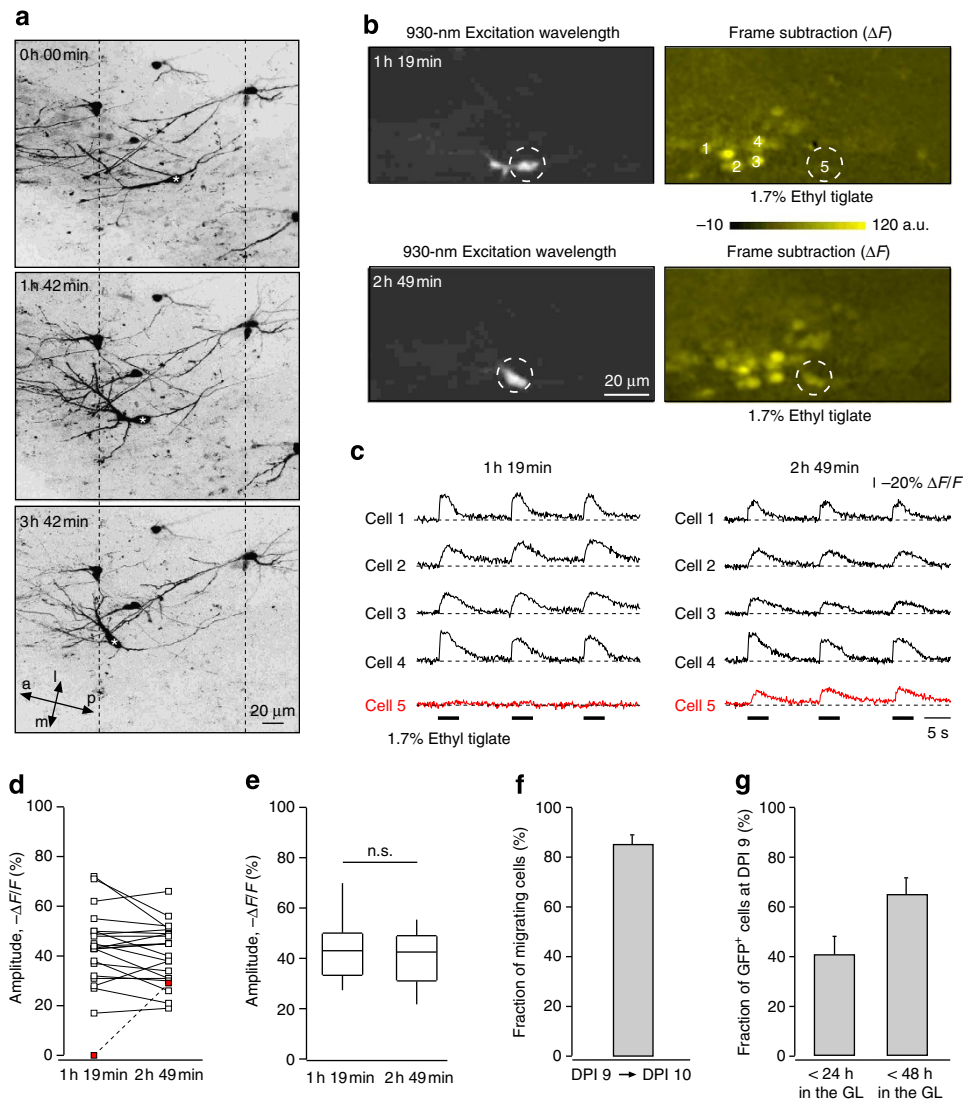 a
0 h 00 min
*
1 h 42 min
*
3 h 42 min
*
a l p m
20 µm
b
930-nm Excitation wavelength
Frame subtraction (ΔF)
1 h 19 min
1 2 3 4 5
1.7% Ethyl tiglate
–10 120 a.u.
930-nm Excitation wavelength
Frame subtraction (ΔF)
2 h 49 min
20 µm
1.7% Ethyl tiglate
c
1 h 19 min
2 h 49 min
–20% ΔF/F
Cell 1
Cell 2
Cell 3
Cell 4
Cell 5
1.7% Ethyl tiglate
Cell 1
Cell 2
Cell 3
Cell 4
Cell 5
5 s
d
Amplitude, –ΔF/F (%)
100
80
60
40
20
0
1 h 19 min 2 h 49 min
e
Amplitude, –ΔF/F (%)
100
80
60
40
20
0
n.s.
1 h 19 min 2 h 49 min
f
Fraction of migrating cells (%)
100
80
60
40
20
0
DPI 9 → DPI 10
g
Fraction of GFP⁺ cells at DPI 9 (%)
100
80
60
40
20
0
< 24 h < 48 h
in the GL in the GL